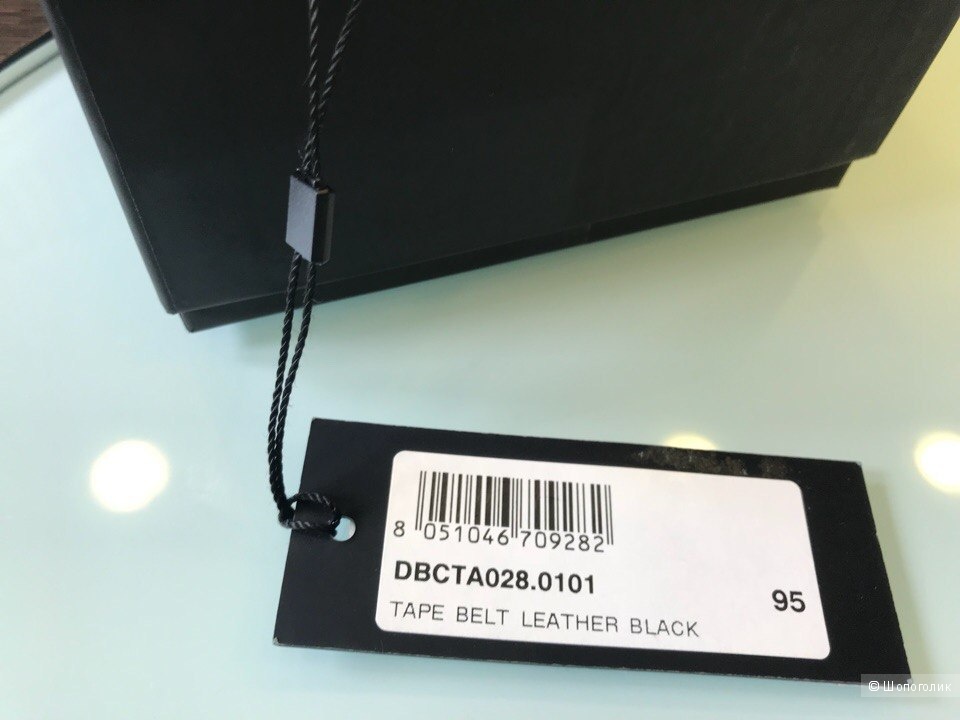 8 051046 709282
DBCTA028.0101
95
TAPE BELT LEATHER BLACK
© Шопоголик